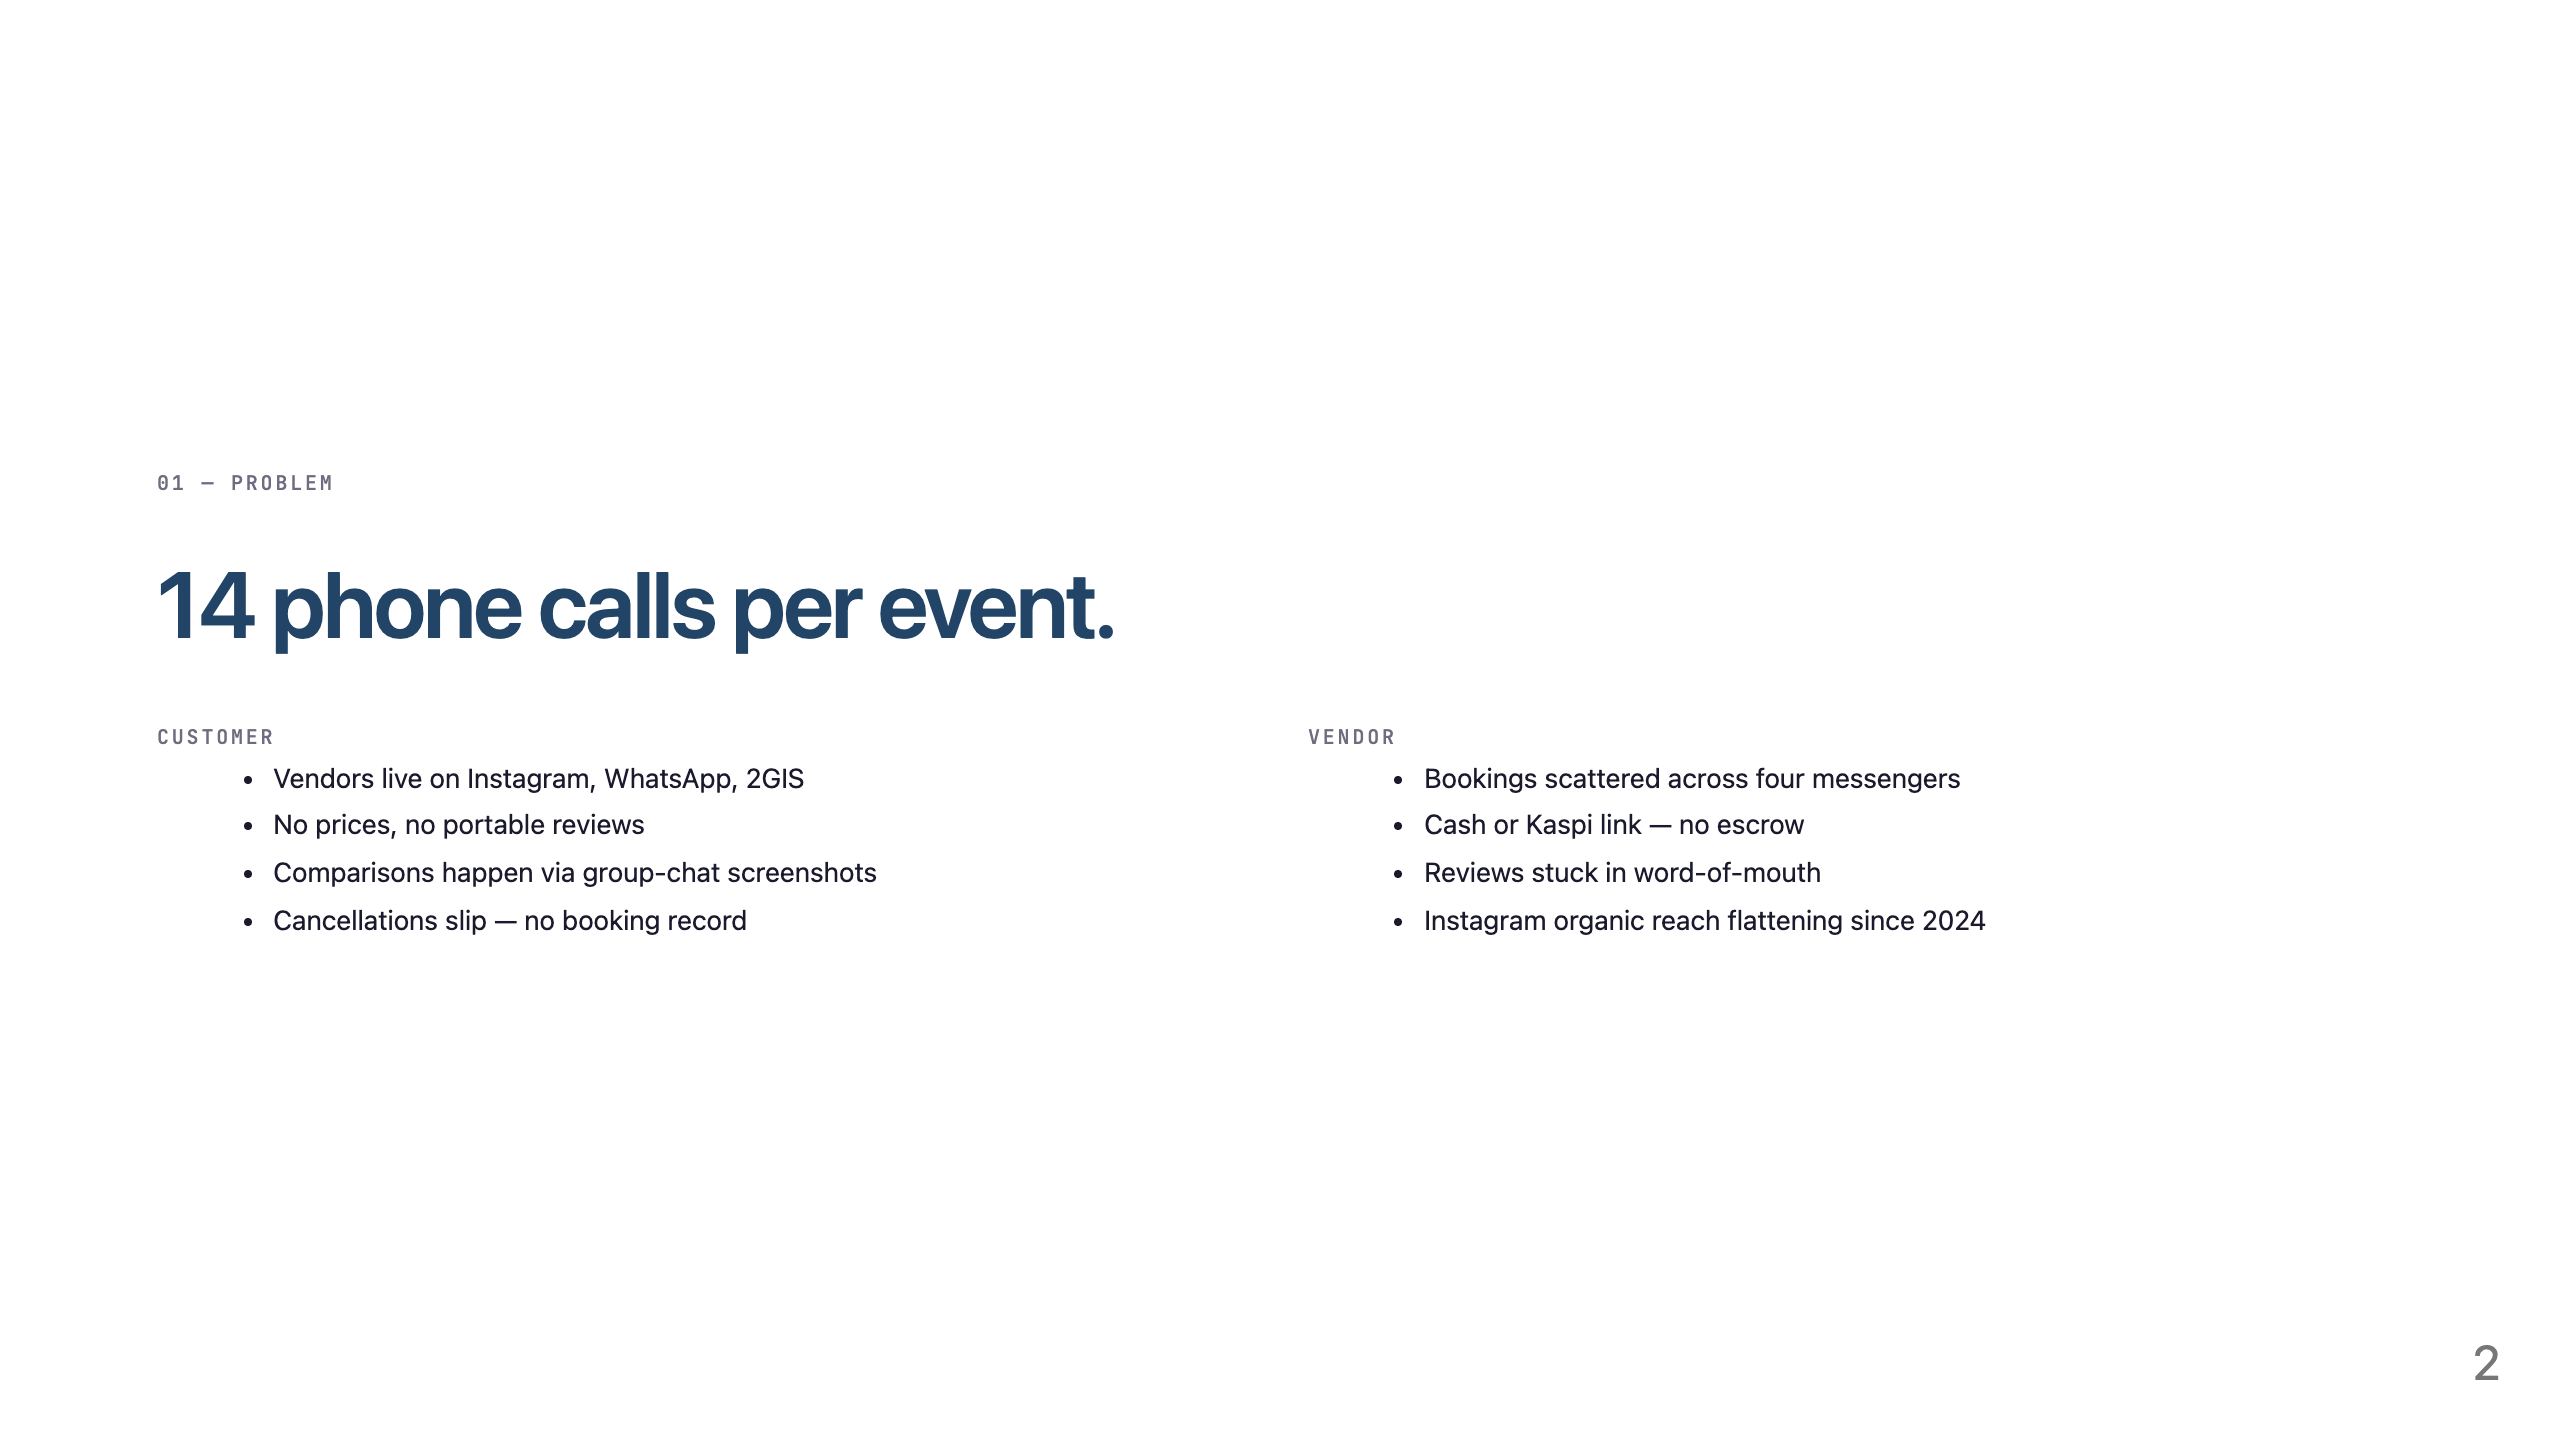 01 — PROBLEM
14 phone calls per event.
CUSTOMER
• Vendors live on Instagram, WhatsApp, 2GIS
• No prices, no portable reviews
• Comparisons happen via group-chat screenshots
• Cancellations slip — no booking record
VENDOR
• Bookings scattered across four messengers
• Cash or Kaspi link — no escrow
• Reviews stuck in word-of-mouth
• Instagram organic reach flattening since 2024
2